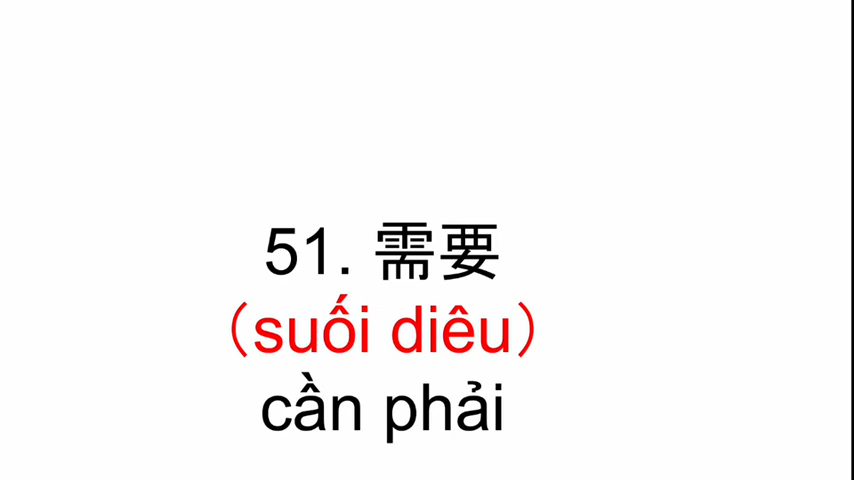 51. 需要
（suối diêu）
cần phải